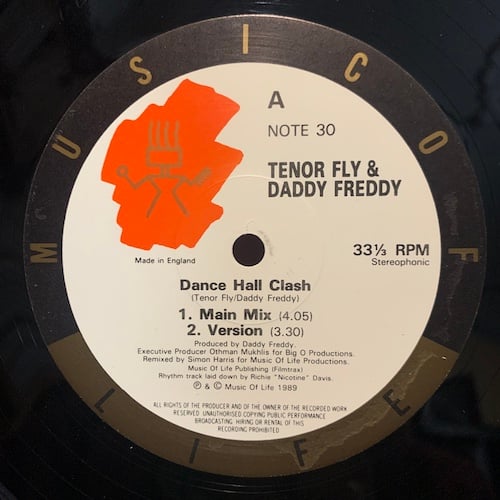 MUSIC OF LIFE
A
NOTE 30
TENOR FLY &
DADDY FREDDY
Made in England
33⅓ RPM
Stereophonic
Dance Hall Clash
(Tenor Fly/Daddy Freddy)
1. Main Mix (4.05)
2. Version (3.30)
Produced by Daddy Freddy.
Executive Producer Othman Mukhlis for Big O Productions.
Remixed by Simon Harris for Music Of Life Productions.
Music Of Life Publishing (Filmtrax)
Rhythm track laid down by Richie "Nicotine" Davis.
℗ & © Music Of Life 1989
ALL RIGHTS OF THE PRODUCER AND OF THE OWNER OF THE RECORDED WORK
RESERVED. UNAUTHORISED COPYING PUBLIC PERFORMANCE
BROADCASTING. HIRING OR RENTAL OF THIS
RECORDING PROHIBITED